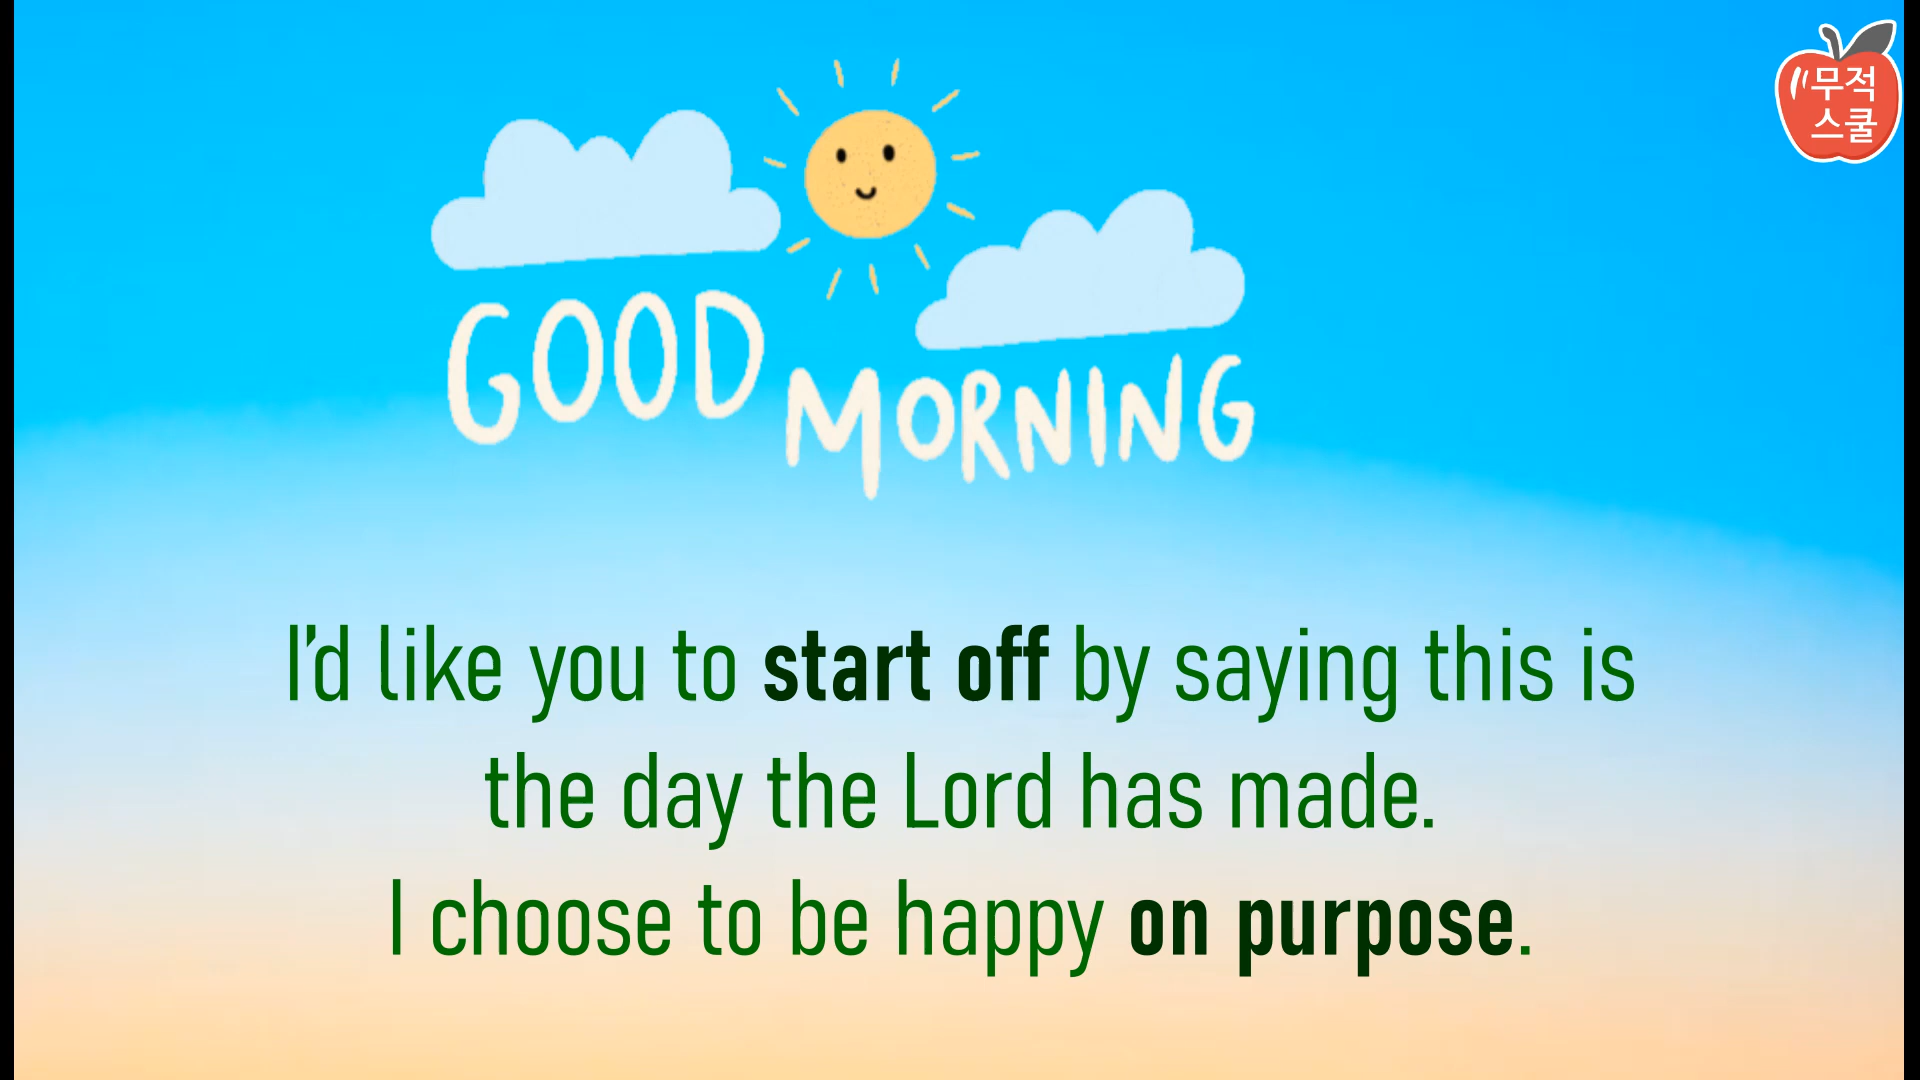 무적
스쿨
GOOD
MORNING
I'd like you to start off by saying this is
the day the Lord has made.
I choose to be happy on purpose.